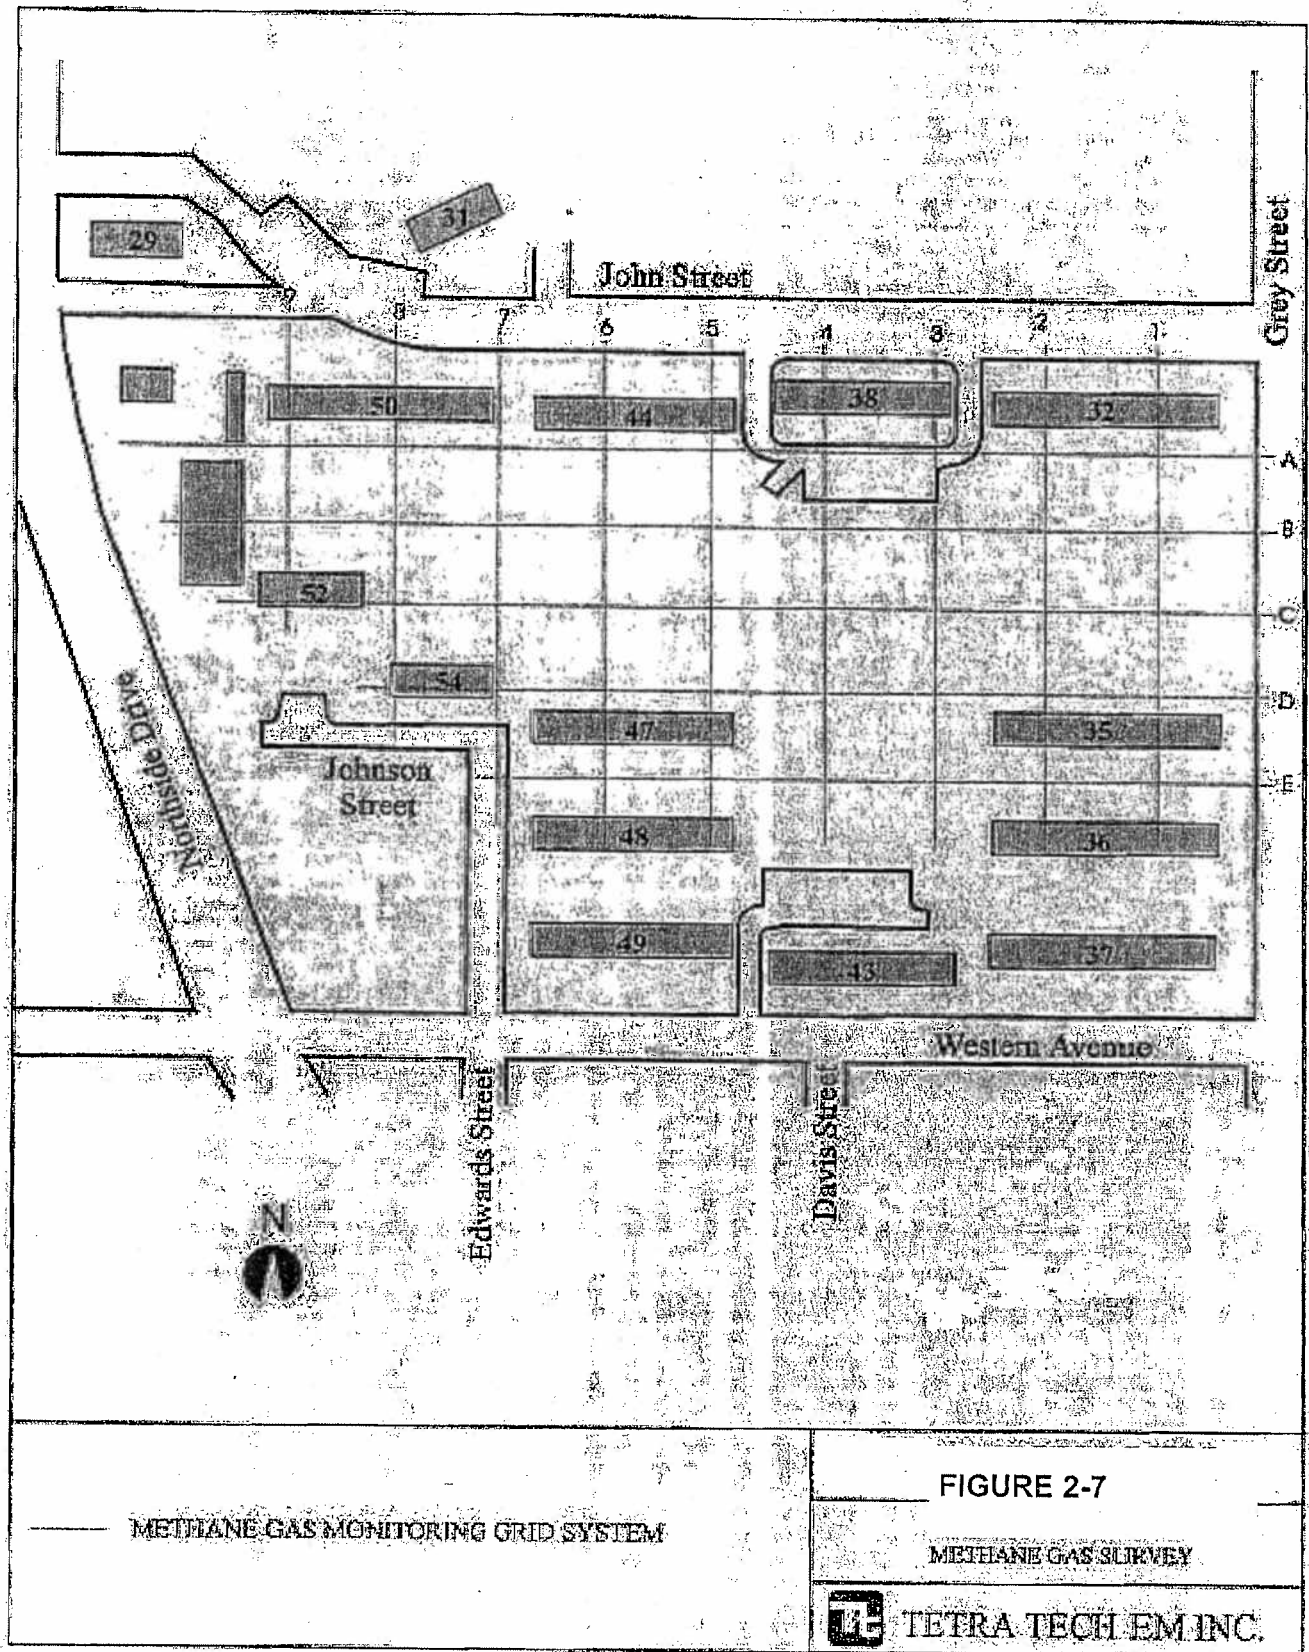 31
29
John Street
Grey Street
9 8 7 6 5 4 3 2 1
50 44 38 32
A
B
52
C
54
D
47 35
Northside Drive
Johnson
Street
E
48 36
49 43 37
Western Avenue
Edwards Street
Davis Street
N
METHANE GAS MONITORING GRID SYSTEM
FIGURE 2-7
METHANE GAS SURVEY
TETRA TECH EM INC.